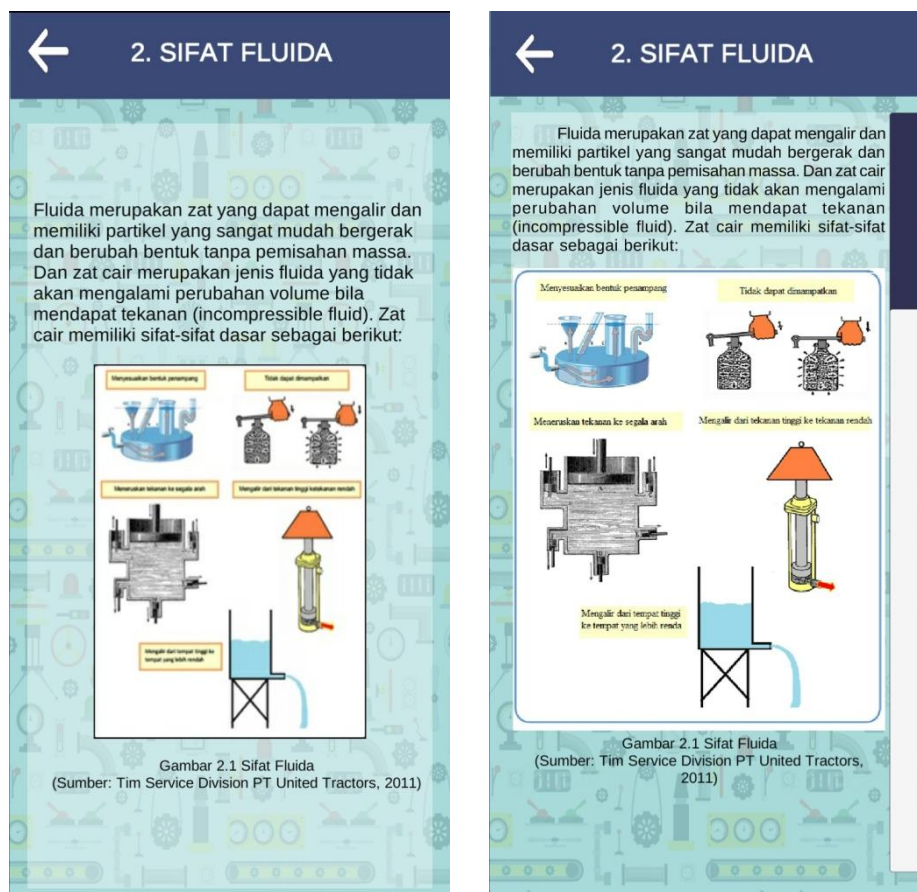 2. SIFAT FLUIDA
Fluida merupakan zat yang dapat mengalir dan
memiliki partikel yang sangat mudah bergerak
dan berubah bentuk tanpa pemisahan massa.
Dan zat cair merupakan jenis fluida yang tidak
akan mengalami perubahan volume bila
mendapat tekanan (incompressible fluid). Zat
cair memiliki sifat-sifat dasar sebagai berikut:
Menyesuaikan bentuk penampang
Tidak dapat dimampatkan
Meneruskan tekanan ke segala arah
Mengalir dari tekanan tinggi ketekanan rendah
Mengalir dari tempat tinggi ke
tempat yang lebih rendah
Gambar 2.1 Sifat Fluida
(Sumber: Tim Service Division PT United Tractors, 2011)
2. SIFAT FLUIDA
Fluida merupakan zat yang dapat mengalir dan
memiliki partikel yang sangat mudah bergerak dan
berubah bentuk tanpa pemisahan massa. Dan zat cair
merupakan jenis fluida yang tidak akan mengalami
perubahan volume bila mendapat tekanan
(incompressible fluid). Zat cair memiliki sifat-sifat
dasar sebagai berikut:
Menyesuaikan bentuk penampang
Tidak dapat dimampatkan
Meneruskan tekanan ke segala arah
Mengalir dari tekanan tinggi ke tekanan rendah
Mengalir dari tempat tinggi
ke tempat yang lebih renda
Gambar 2.1 Sifat Fluida
(Sumber: Tim Service Division PT United Tractors,
2011)